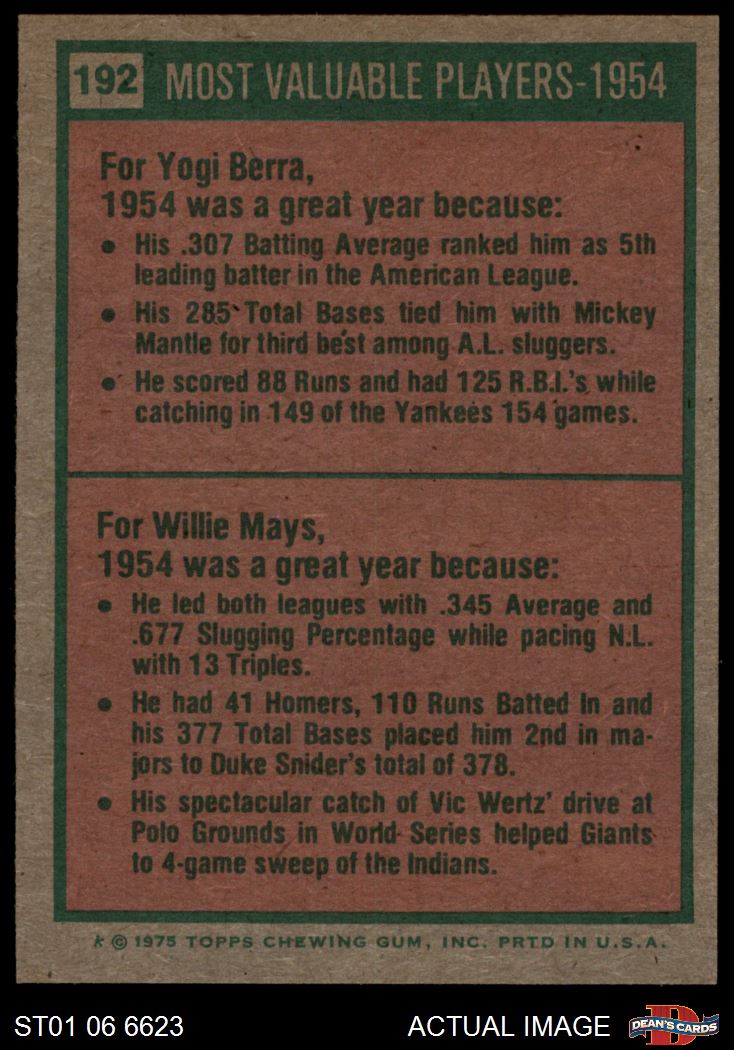 192 MOST VALUABLE PLAYERS-1954
For Yogi Berra,
1954 was a great year because:
• His .307 Batting Average ranked him as 5th
leading batter in the American League.
• His 285 Total Bases tied him with Mickey
Mantle for third best among A.L. sluggers.
• He scored 88 Runs and had 125 R.B.I.'s while
catching in 149 of the Yankees 154 games.
For Willie Mays,
1954 was a great year because:
• He led both leagues with .345 Average and
.677 Slugging Percentage while pacing N.L.
with 13 Triples.
• He had 41 Homers, 110 Runs Batted In and
his 377 Total Bases placed him 2nd in ma-
jors to Duke Snider's total of 378.
• His spectacular catch of Vic Wertz' drive at
Polo Grounds in World Series helped Giants
to 4-game sweep of the Indians.
k © 1975 TOPPS CHEWING GUM, INC. PRTD IN U.S.A.
ST01 06 6623 ACTUAL IMAGE D DEAN'S CARDS